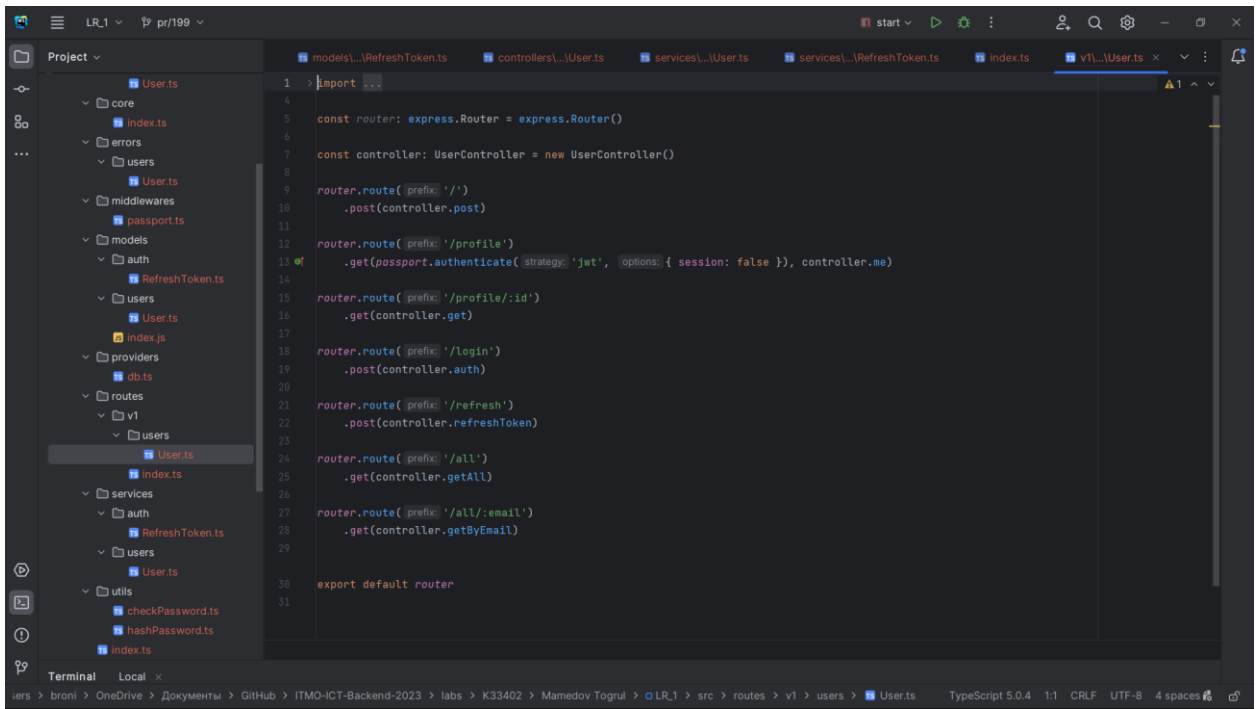 LR_1 pr/199 start
Project
models\...\RefreshToken.ts controllers\...\User.ts services\...\User.ts services\...\RefreshToken.ts index.ts v1\...\User.ts
User.ts
core
index.ts
errors
users
User.ts
middlewares
passport.ts
models
auth
RefreshToken.ts
users
User.ts
index.js
providers
db.ts
routes
v1
users
User.ts
index.ts
services
auth
RefreshToken.ts
users
User.ts
utils
checkPassword.ts
hashPassword.ts
index.ts
1 import ...
4
5 const router: express.Router = express.Router()
6
7 const controller: UserController = new UserController()
8
9 router.route( prefix: '/')
10 .post(controller.post)
11
12 router.route( prefix: '/profile')
13 .get(passport.authenticate( strategy: 'jwt', options: { session: false }), controller.me)
14
15 router.route( prefix: '/profile/:id')
16 .get(controller.get)
17
18 router.route( prefix: '/login')
19 .post(controller.auth)
20
21 router.route( prefix: '/refresh')
22 .post(controller.refreshToken)
23
24 router.route( prefix: '/all')
25 .get(controller.getAll)
26
27 router.route( prefix: '/all/:email')
28 .get(controller.getByEmail)
29
30 export default router
31
1
Terminal Local
sers > broni > OneDrive > Документы > GitHub > ITMO-ICT-Backend-2023 > labs > K33402 > Mamedov Togrul > LR_1 > src > routes > v1 > users > User.ts TypeScript 5.0.4 1:1 CRLF UTF-8 4 spaces